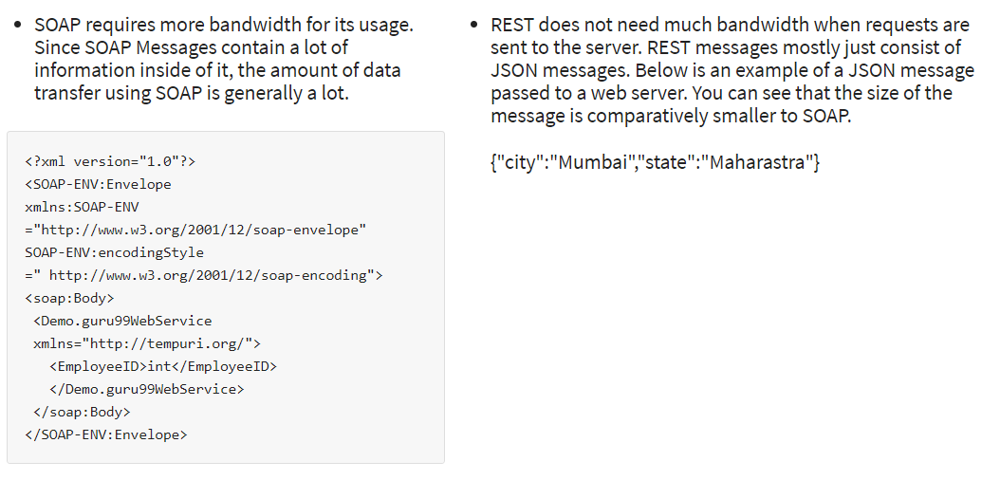 • SOAP requires more bandwidth for its usage.
Since SOAP Messages contain a lot of
information inside of it, the amount of data
transfer using SOAP is generally a lot.
<?xml version="1.0"?>
<SOAP-ENV:Envelope
xmlns:SOAP-ENV
="http://www.w3.org/2001/12/soap-envelope"
SOAP-ENV:encodingStyle
=" http://www.w3.org/2001/12/soap-encoding">
<soap:Body>
 <Demo.guru99WebService
 xmlns="http://tempuri.org/">
   <EmployeeID>int</EmployeeID>
   </Demo.guru99WebService>
 </soap:Body>
</SOAP-ENV:Envelope>
• REST does not need much bandwidth when requests are
sent to the server. REST messages mostly just consist of
JSON messages. Below is an example of a JSON message
passed to a web server. You can see that the size of the
message is comparatively smaller to SOAP.
{"city":"Mumbai","state":"Maharastra"}